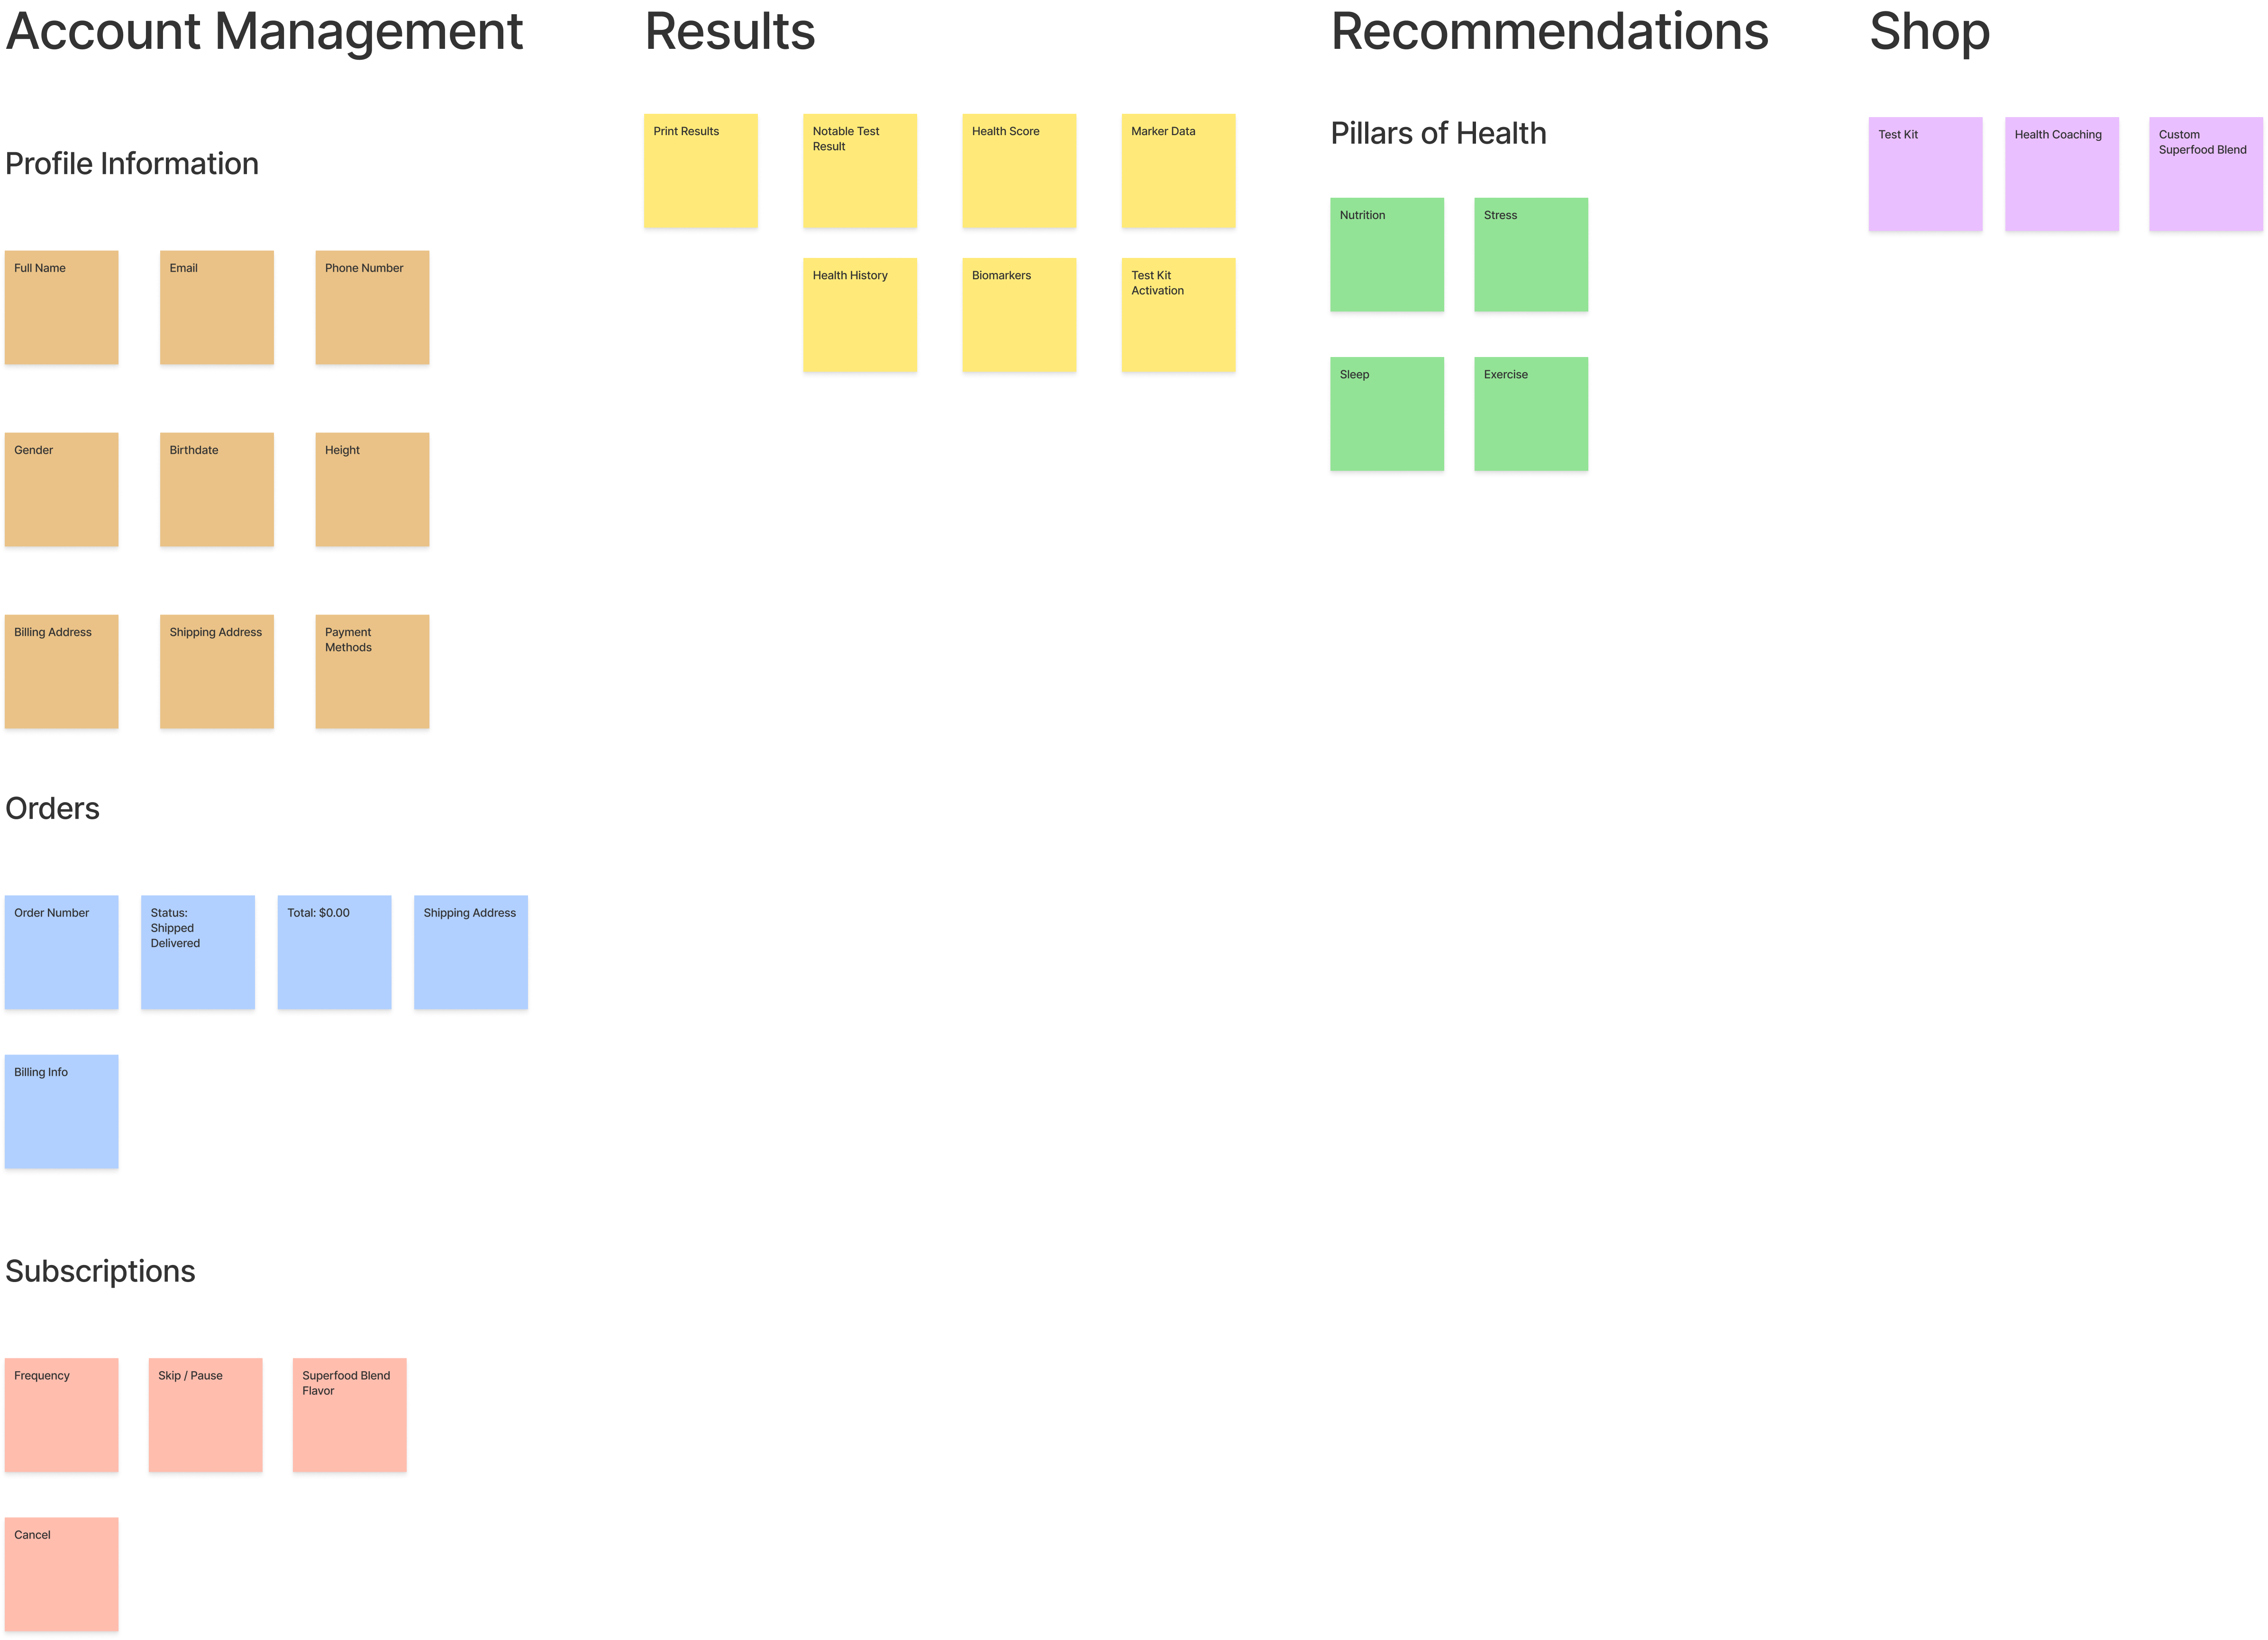 Account Management
Profile Information
Full Name
Email
Phone Number
Gender
Birthdate
Height
Billing Address
Shipping Address
Payment
Methods
Orders
Order Number
Status:
Shipped
Delivered
Total: $0.00
Shipping Address
Billing Info
Subscriptions
Frequency
Skip / Pause
Superfood Blend
Flavor
Cancel
Results
Print Results
Notable Test
Result
Health Score
Marker Data
Health History
Biomarkers
Test Kit
Activation
Recommendations
Pillars of Health
Nutrition
Stress
Sleep
Exercise
Shop
Test Kit
Health Coaching
Custom
Superfood Blend